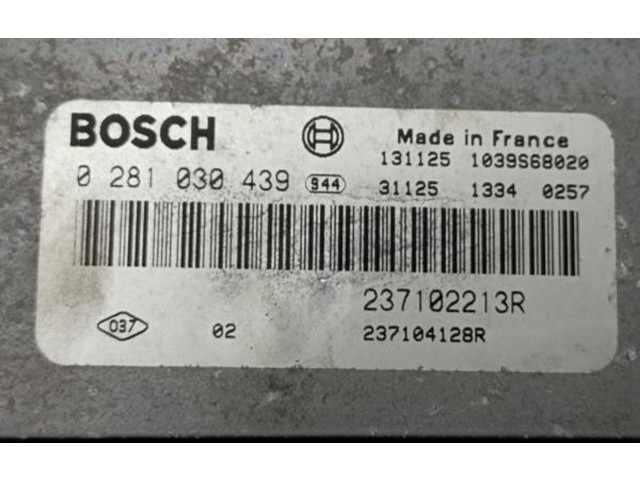 BOSCH Made in France
131125 1039S68020
0 281 030 439 944 31125 1334 0257
237102213R
037 02 237104128R